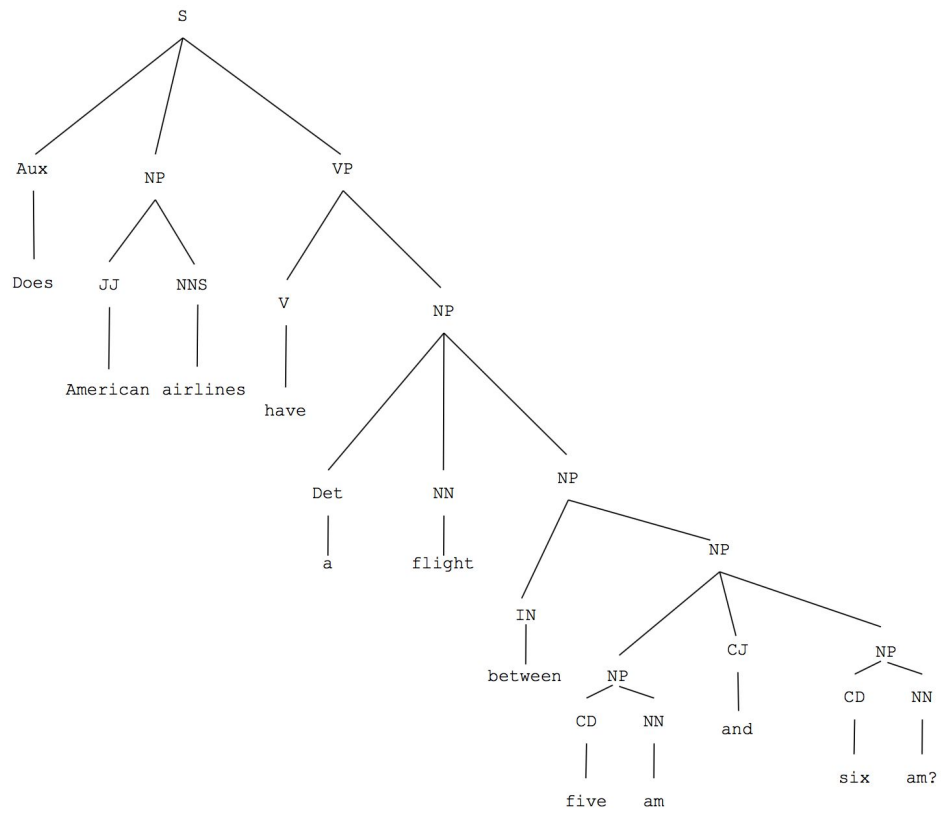 S
Aux NP VP
Does JJ NNS V NP
American airlines have
Det NN NP
a flight NP
IN CJ NP
between NP CD NN
CD NN and
six am?
five am